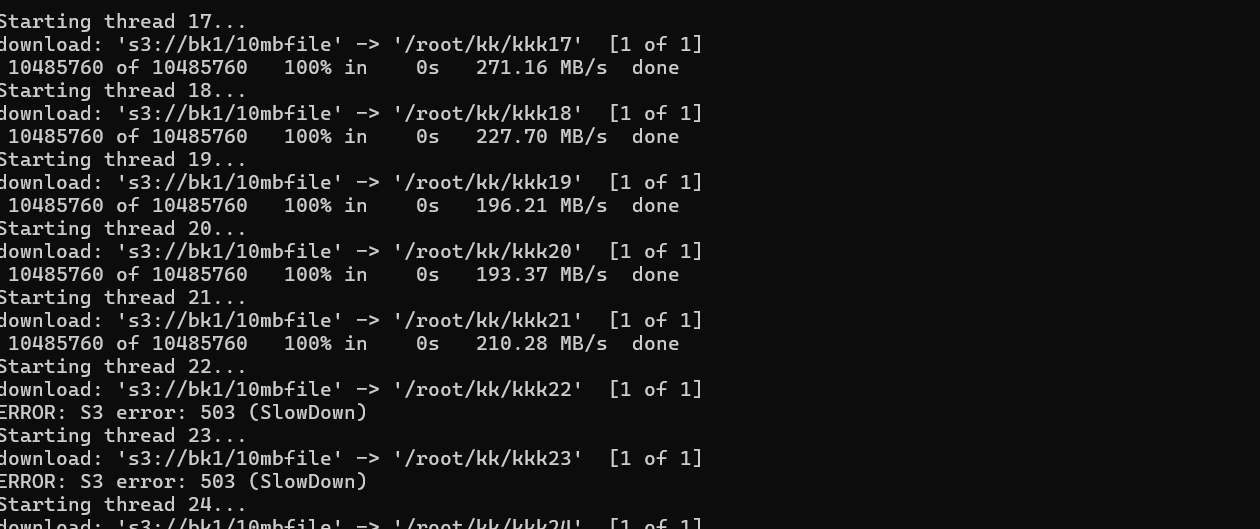 Starting thread 17...
download: 's3://bk1/10mbfile' -> '/root/kk/kkk17'  [1 of 1]
 10485760 of 10485760   100% in    0s   271.16 MB/s  done
Starting thread 18...
download: 's3://bk1/10mbfile' -> '/root/kk/kkk18'  [1 of 1]
 10485760 of 10485760   100% in    0s   227.70 MB/s  done
Starting thread 19...
download: 's3://bk1/10mbfile' -> '/root/kk/kkk19'  [1 of 1]
 10485760 of 10485760   100% in    0s   196.21 MB/s  done
Starting thread 20...
download: 's3://bk1/10mbfile' -> '/root/kk/kkk20'  [1 of 1]
 10485760 of 10485760   100% in    0s   193.37 MB/s  done
Starting thread 21...
download: 's3://bk1/10mbfile' -> '/root/kk/kkk21'  [1 of 1]
 10485760 of 10485760   100% in    0s   210.28 MB/s  done
Starting thread 22...
download: 's3://bk1/10mbfile' -> '/root/kk/kkk22'  [1 of 1]
ERROR: S3 error: 503 (SlowDown)
Starting thread 23...
download: 's3://bk1/10mbfile' -> '/root/kk/kkk23'  [1 of 1]
ERROR: S3 error: 503 (SlowDown)
Starting thread 24...
download: 's3://bk1/10mbfile' -> '/root/kk/kkk24'  [1 of 1]